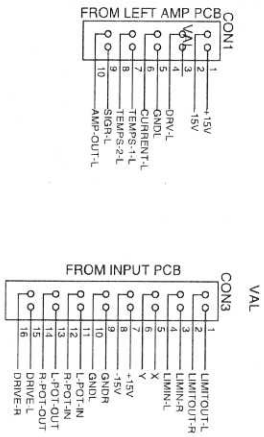 FROM LEFT AMP PCB
CON1
VAL
1
2
3
4
5
6
7
8
9
10
+15V
-15V
DRV-L
GNDL
CURRENT-L
TEMPS-1-L
TEMPS-2-L
SIGR-L
AMP-OUT-L
VAL
FROM INPUT PCB
CON3
1
2
3
4
5
6
7
8
9
10
11
12
13
14
15
16
LIMITOUT-L
LIMITOUT-R
LIMIN-R
LIMIN-L
X
Y
+15V
-15V
GNDR
GNDL
L-POT-IN
R-POT-IN
L-POT-OUT
R-POT-OUT
DRIVE-L
DRIVE-R